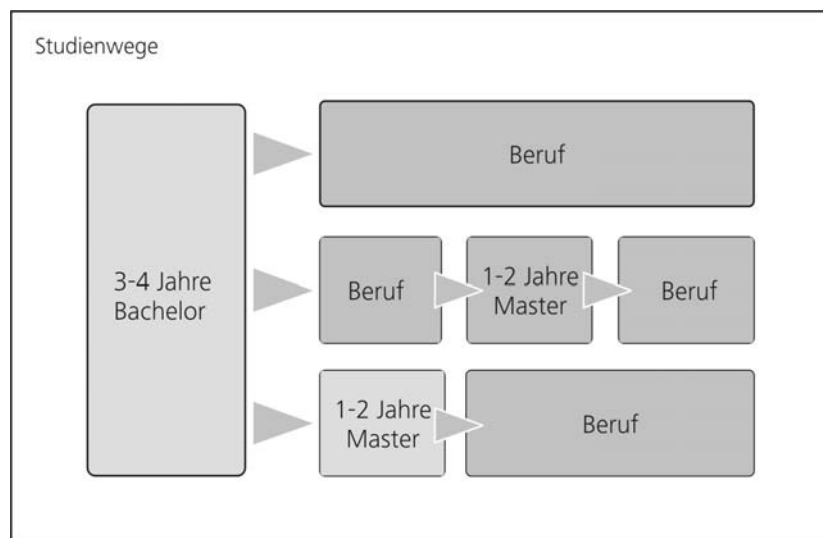 Studienwege
3-4 Jahre
Bachelor
Beruf
Beruf
1-2 Jahre
Master
Beruf
1-2 Jahre
Master
Beruf